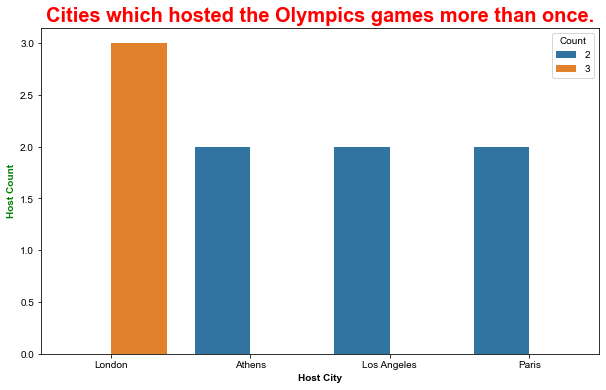 Cities which hosted the Olympics games more than once.
Count
2
3
3.0
2.5
2.0
1.5
1.0
0.5
0.0
Host Count
London Athens Los Angeles Paris
Host City